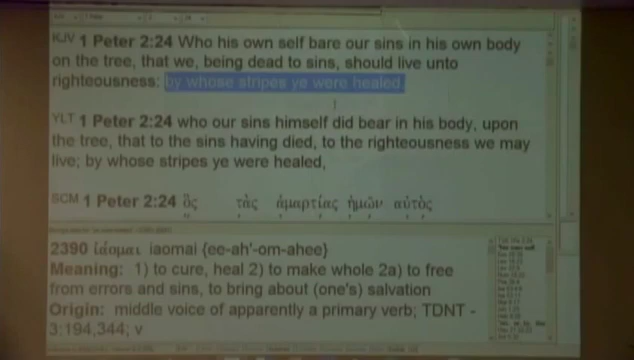 KJV 1 Peter 2:24 Who his own self bare our sins in his own body
on the tree, that we, being dead to sins, should live unto
righteousness: by whose stripes ye were healed.
YLT 1 Peter 2:24 who our sins himself did bear in his body, upon
the tree, that to the sins having died, to the righteousness we may
live; by whose stripes ye were healed,
SCM 1 Peter 2:24 ὃς τὰς ἁμαρτίας ἡμῶν αὐτὸς
2390 ἰάομαι iaomai {ee-ah'-om-ahee}
Meaning: 1) to cure, heal 2) to make whole 2a) to free
from errors and sins, to bring about (one's) salvation
Origin: middle voice of apparently a primary verb; TDNT -
3:194,344; v